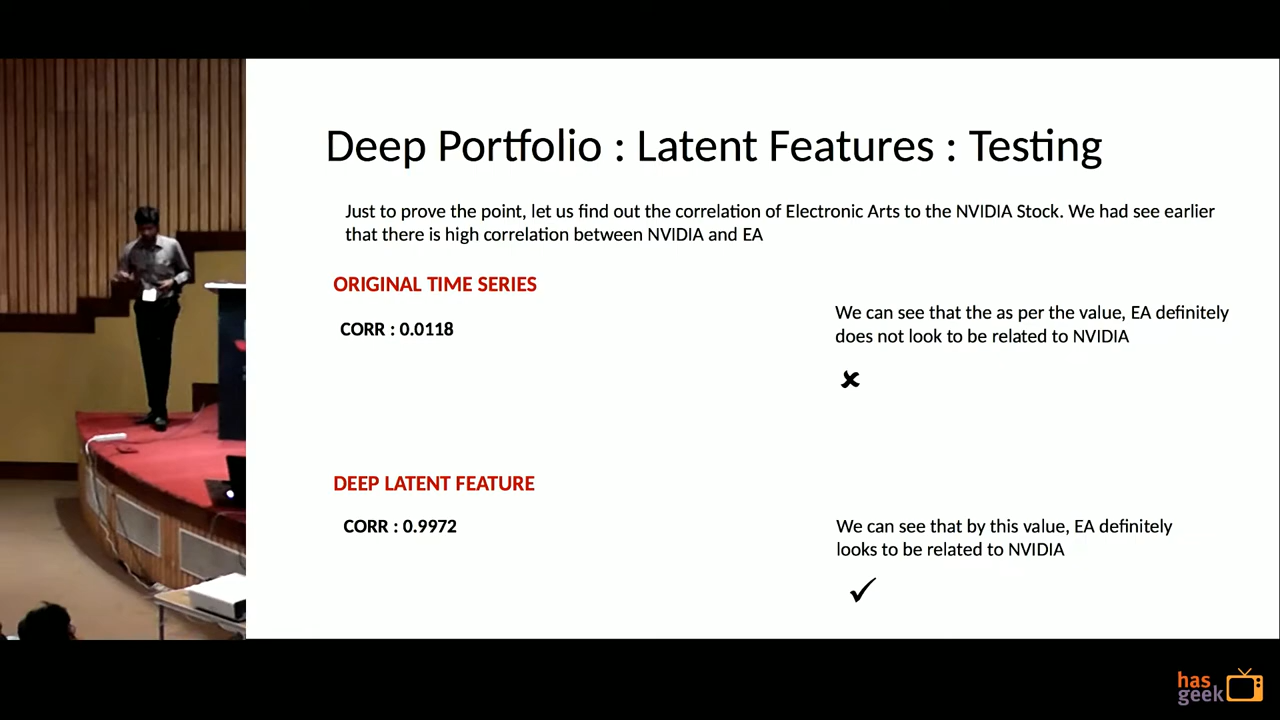 Deep Portfolio : Latent Features : Testing
Just to prove the point, let us find out the correlation of Electronic Arts to the NVIDIA Stock. We had see earlier
that there is high correlation between NVIDIA and EA
ORIGINAL TIME SERIES
CORR : 0.0118
We can see that the as per the value, EA definitely
does not look to be related to NVIDIA
DEEP LATENT FEATURE
CORR : 0.9972
We can see that by this value, EA definitely
looks to be related to NVIDIA
has
geek